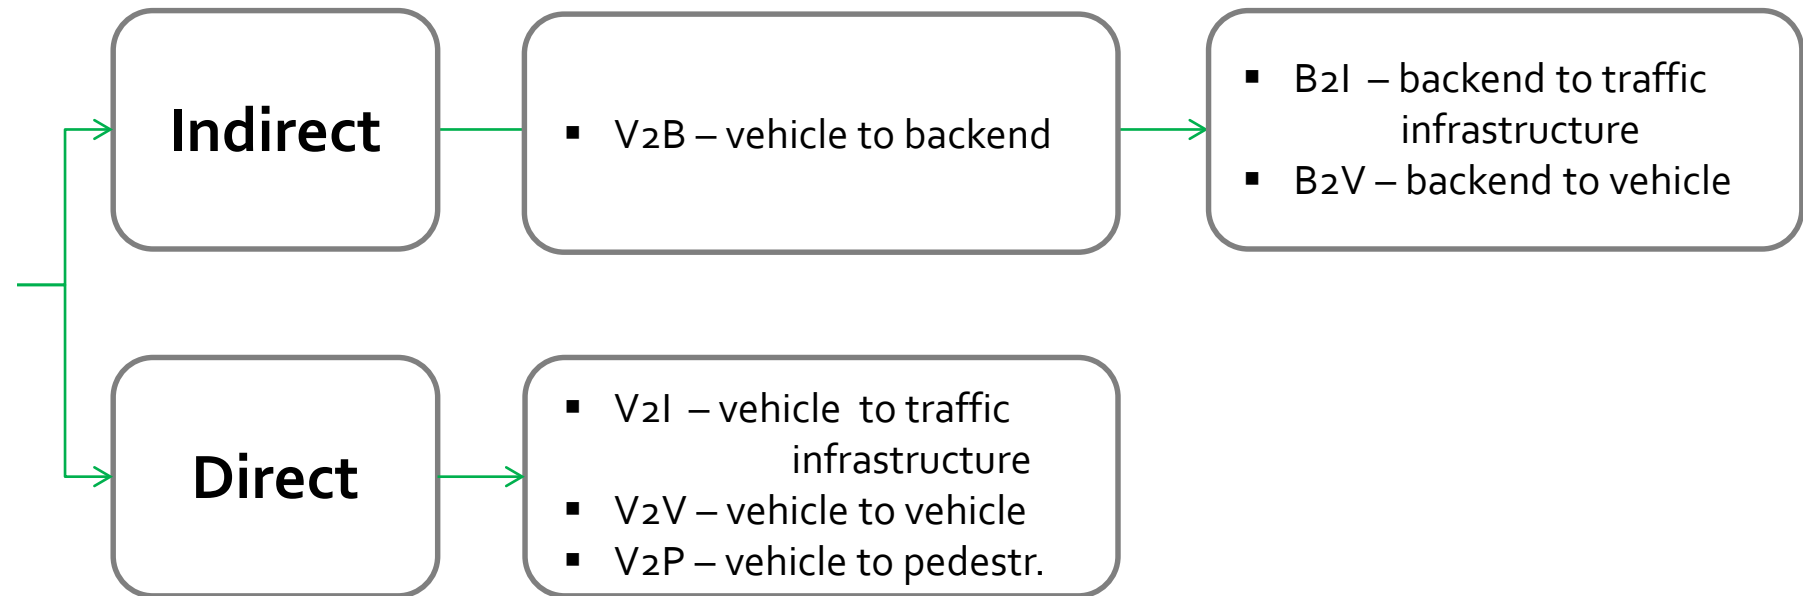 Indirect
▪ V2B – vehicle to backend
▪ B2I – backend to traffic
infrastructure
▪ B2V – backend to vehicle
Direct
▪ V2I – vehicle to traffic
infrastructure
▪ V2V – vehicle to vehicle
▪ V2P – vehicle to pedestr.